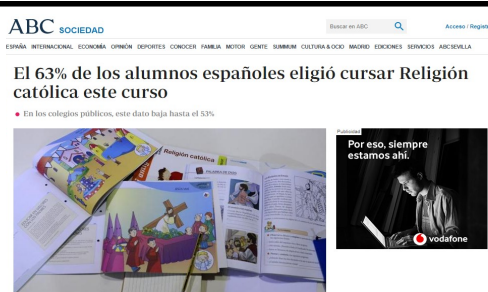 ABC SOCIEDAD
Buscar en ABC
Acceso / Regist
ESPAÑA INTERNACIONAL ECONOMÍA OPINIÓN DEPORTES CONOCER FAMILIA MOTOR GENTE SUMMUM CULTURA & OCIO MADRID EDICIONES SERVICIOS ABCSEVILLA
El 63% de los alumnos españoles eligió cursar Religión
católica este curso
En los colegios públicos, este dato baja hasta el 53%
Publicidad
Religión católica
Por eso, siempre
estamos ahí.
vodafone